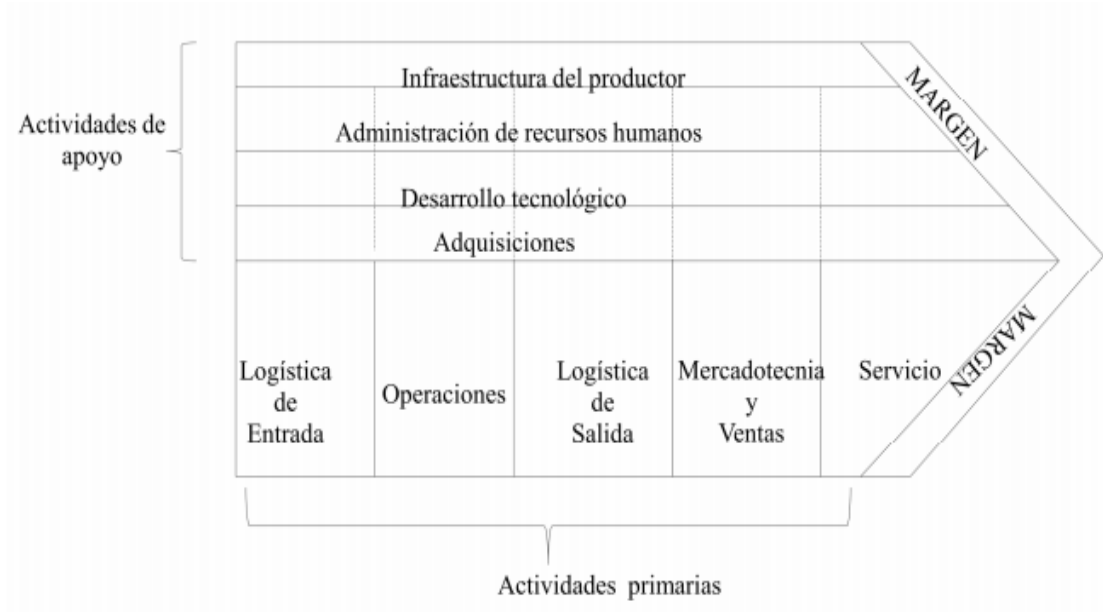 Infraestructura del productor
MARGEN
Actividades de
apoyo
Administración de recursos humanos
Desarrollo tecnológico
Adquisiciones
Logística
de
Entrada
Operaciones
Logística
de
Salida
Mercadotecnia
y
Ventas
Servicio
MARGEN
Actividades primarias